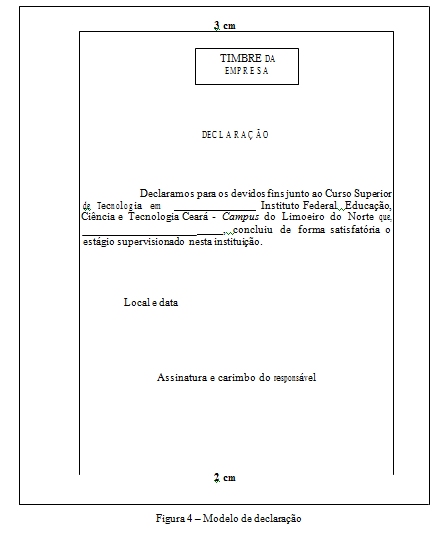 3 cm
TIMBRE DA
EMPRESA
DECLARAÇÃO
Declaramos para os devidos fins junto ao Curso Superior
de Tecnologia em _______________ Instituto Federal, Educação,
Ciência e Tecnologia Ceará - Campus do Limoeiro do Norte que,
__________________________, concluiu de forma satisfatória o
estágio supervisionado nesta instituição.
Local e data
Assinatura e carimbo do responsável
2 cm
Figura 4 – Modelo de declaração